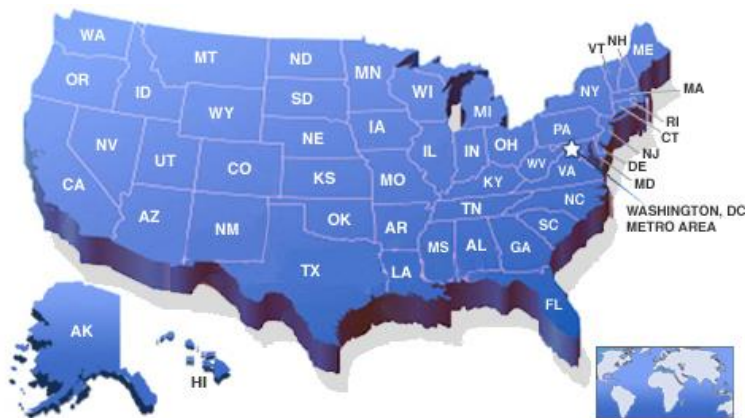 WA
MT
ND
MN
VT
NH
ME
OR
ID
SD
WI
MI
NY
MA
WY
RI
CT
NV
NE
IA
PA
NJ
UT
CO
IL
IN
OH
DE
WV
MD
CA
KS
MO
KY
VA
AZ
NM
OK
AR
TN
NC
WASHINGTON, DC
METRO AREA
SC
MS
AL
GA
TX
LA
FL
AK
HI